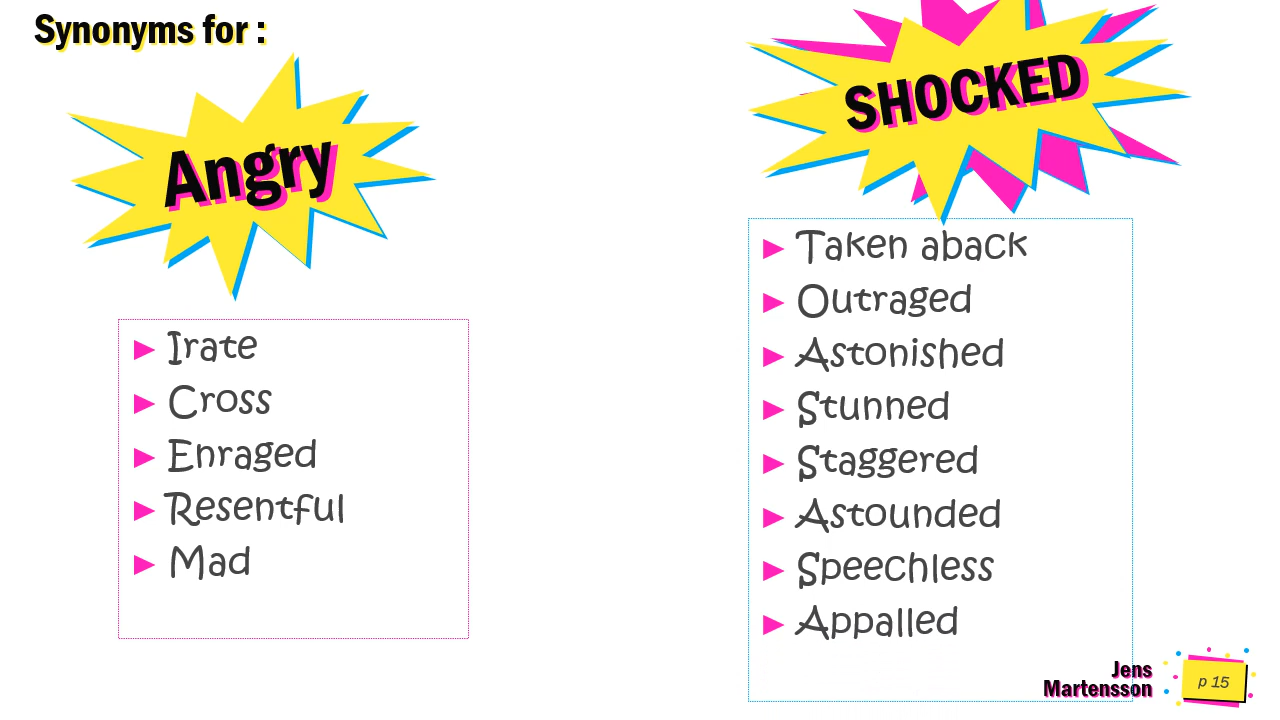 Synonyms for :
Angry
Irate
Cross
Enraged
Resentful
Mad
SHOCKED
Taken aback
Outraged
Astonished
Stunned
Staggered
Astounded
Speechless
Appalled
Jens
Martensson
p 15